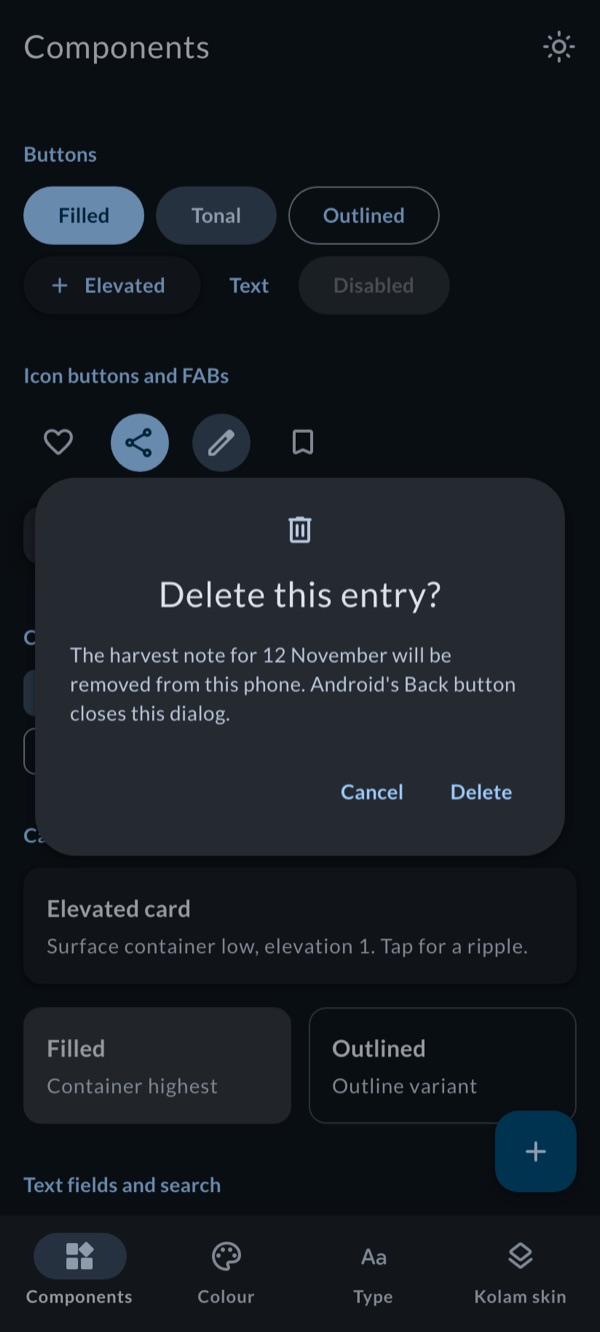 Components
Buttons
Filled
Tonal
Outlined
+ Elevated
Text
Disabled
Icon buttons and FABs
Delete this entry?
The harvest note for 12 November will be
removed from this phone. Android's Back button
closes this dialog.
Cancel
Delete
Elevated card
Surface container low, elevation 1. Tap for a ripple.
Filled
Container highest
Outlined
Outline variant
+
Text fields and search
Components
Colour
Aa
Type
Kolam skin